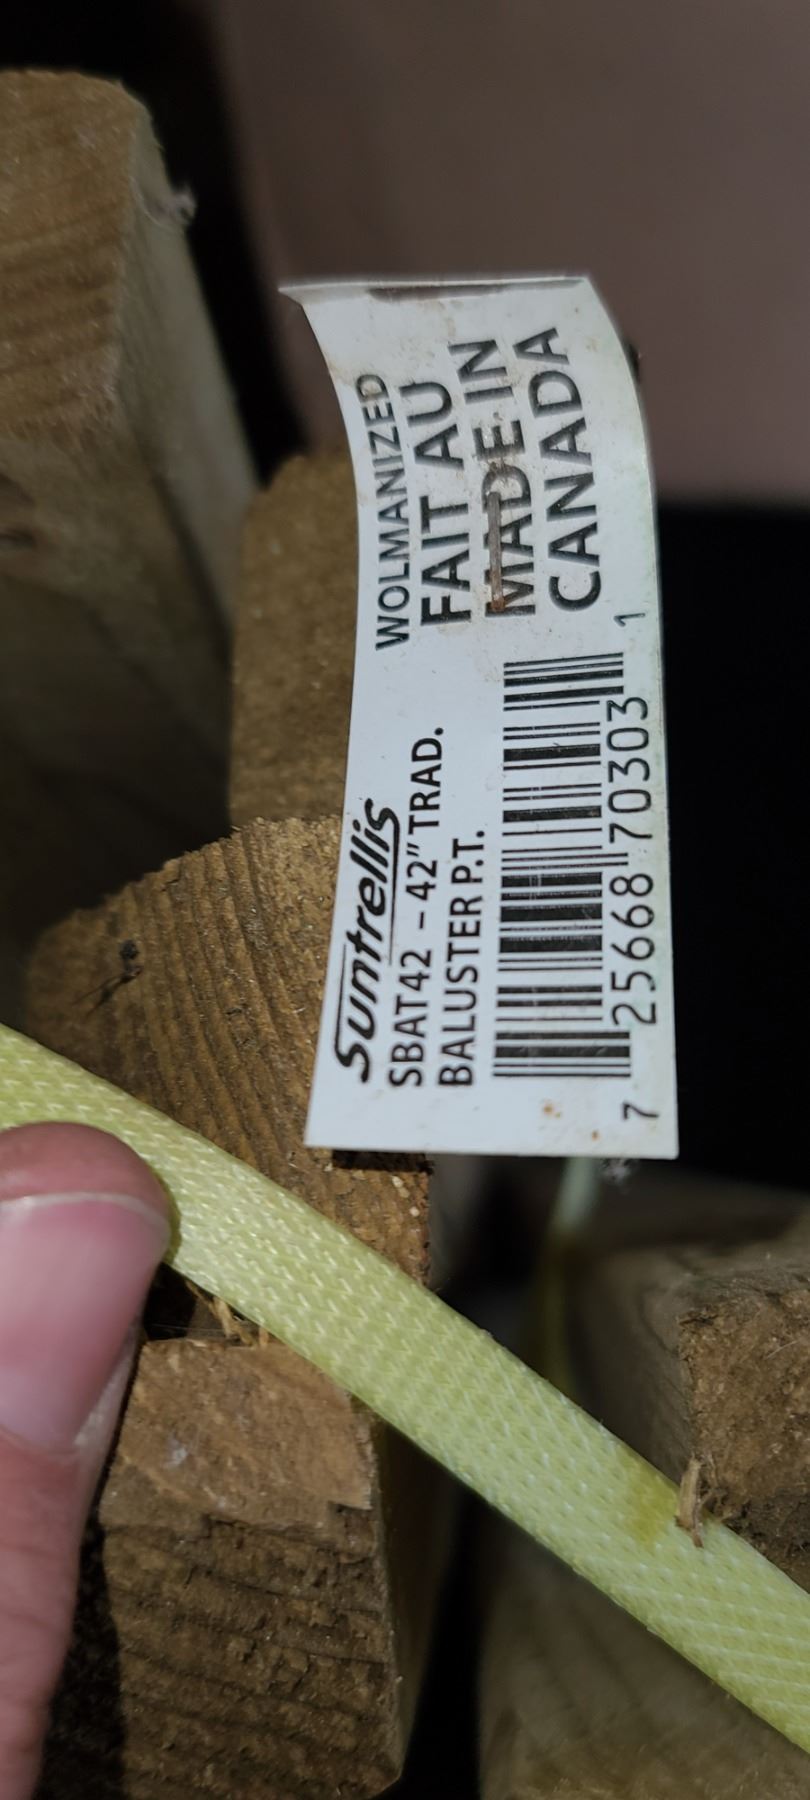 Suntrellis
SBAT42 - 42" TRAD.
BALUSTER P.T.
7 25668 70303 1
WOLMANIZED
FAIT AU
MADE IN
CANADA